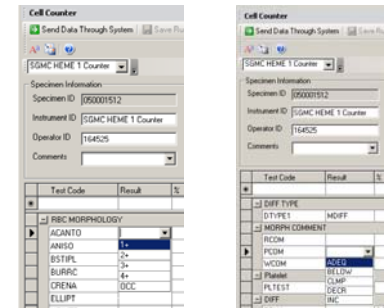 Cell Counter
Send Data Through System
Save Ru
SGMC HEME 1 Counter
Specimen Information
Specimen ID 050001512
Instrument ID SGMC HEME 1 Counter
Operator ID 164525
Comments
Test Code Result %
RBC MORPHOLOGY
ACANTO
ANISO 1+
BSTIPL 2+
BURRC 3+
CRENA 4+
ELLIPT OCC
Cell Counter
Send Data Through System
Save Ru
SGMC HEME 1 Counter
Specimen Information
Specimen ID 050001512
Instrument ID SGMC HEME 1 Counter
Operator ID 164525
Comments
Test Code Result %
DIFF TYPE
DTYPE1 MDIFF
MORPH COMMENT
RCOM
PCOM
WCOM ADEQ
Platelet BELOW
PLTEST CLMP
DIFF DECR
INC